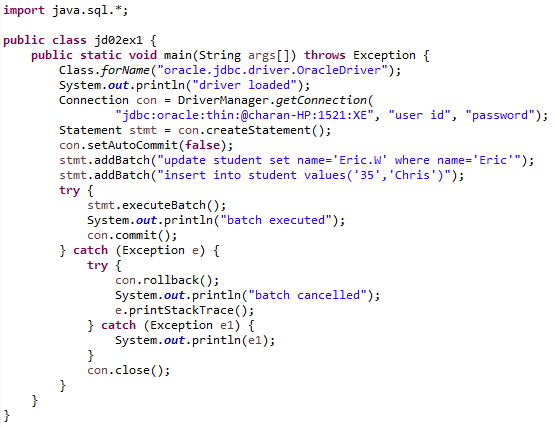 import java.sql.*;
public class jd02ex1 {
public static void main(String args[]) throws Exception {
Class.forName("oracle.jdbc.driver.OracleDriver");
System.out.println("driver loaded");
Connection con = DriverManager.getConnection(
"jdbc:oracle:thin:@charan-HP:1521:XE", "user id", "password");
Statement stmt = con.createStatement();
con.setAutoCommit(false);
stmt.addBatch("update student set name='Eric.W' where name='Eric'");
stmt.addBatch("insert into student values('35','Chris')");
try {
stmt.executeBatch();
System.out.println("batch executed");
con.commit();
} catch (Exception e) {
try {
con.rollback();
System.out.println("batch cancelled");
e.printStackTrace();
} catch (Exception e1) {
System.out.println(e1);
}
con.close();
}
}
}